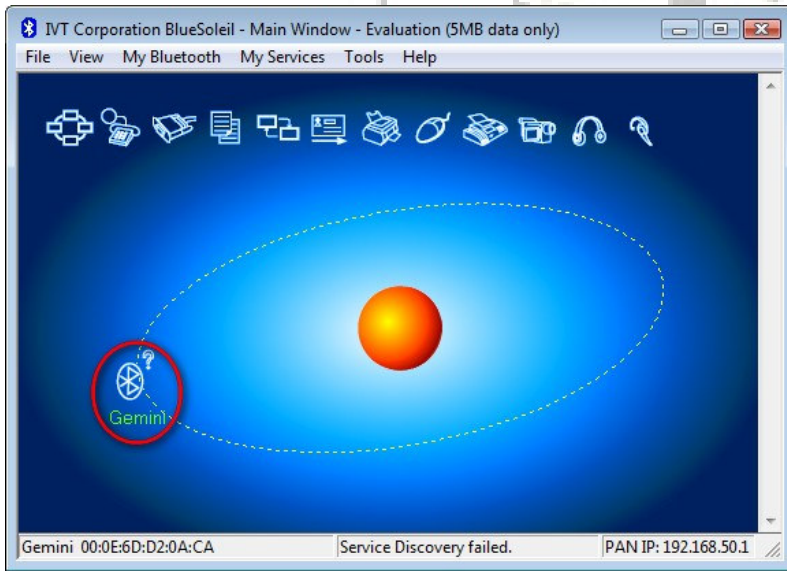 IVT Corporation BlueSoleil - Main Window - Evaluation (5MB data only)
File View My Bluetooth My Services Tools Help
Gemini
Gemini 00:0E:6D:D2:0A:CA Service Discovery failed. PAN IP: 192.168.50.1